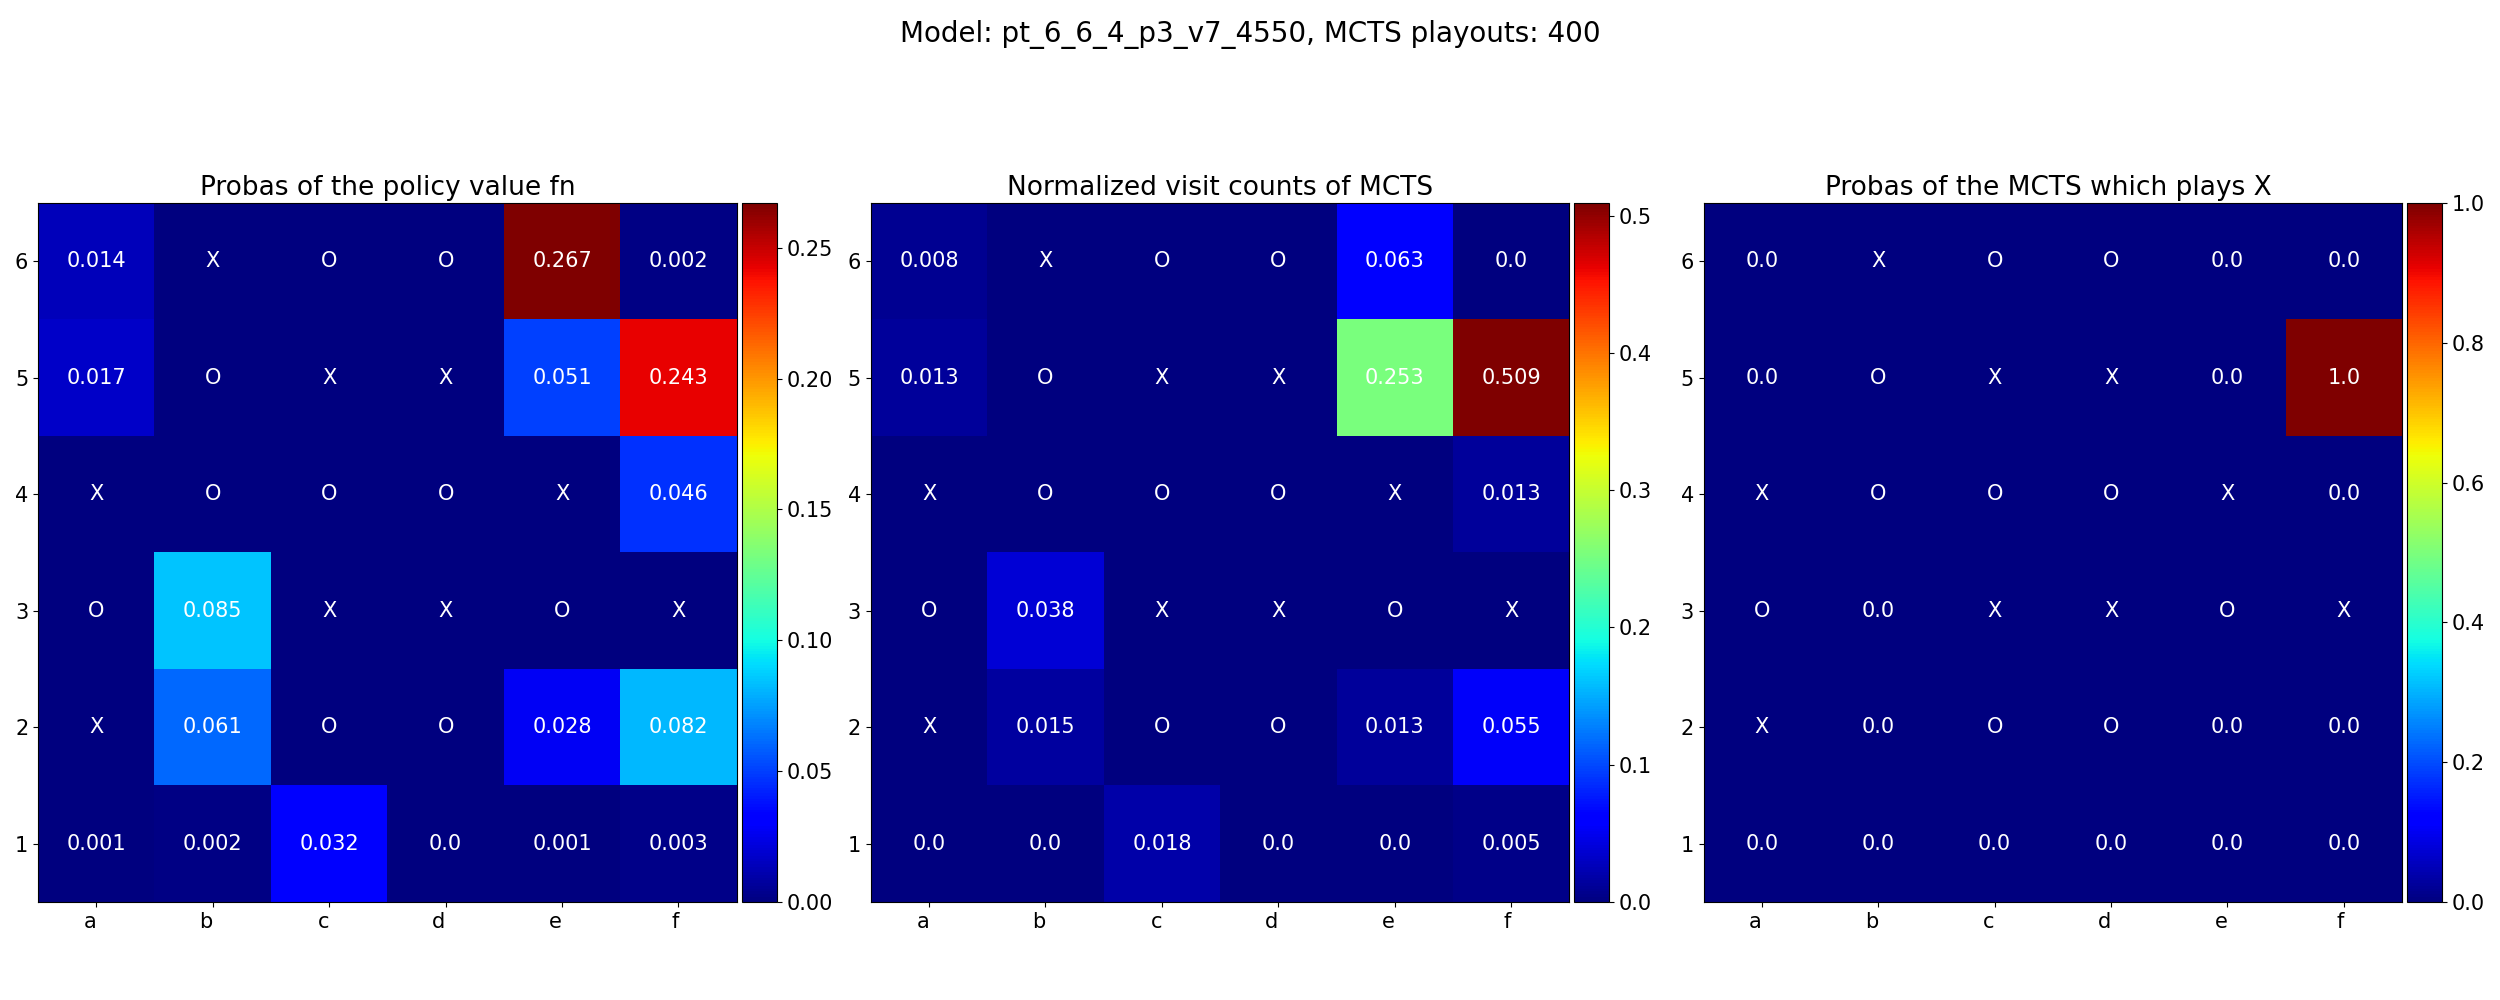 Model: pt_6_6_4_p3_v7_4550, MCTS playouts: 400
Probas of the policy value fn
6 0.014 X O O 0.267 0.002
5 0.017 O X X 0.051 0.243
4 X O O O X 0.046
3 O 0.085 X X O X
2 X 0.061 O O 0.028 0.082
1 0.001 0.002 0.032 0.0 0.001 0.003
a b c d e f
0.25
0.20
0.15
0.10
0.05
0.00
Normalized visit counts of MCTS
6 0.008 X O O 0.063 0.0
5 0.013 O X X 0.253 0.509
4 X O O O X 0.013
3 O 0.038 X X O X
2 X 0.015 O O 0.013 0.055
1 0.0 0.0 0.018 0.0 0.0 0.005
a b c d e f
0.5
0.4
0.3
0.2
0.1
0.0
Probas of the MCTS which plays X
6 0.0 X O O 0.0 0.0
5 0.0 O X X 0.0 1.0
4 X O O O X 0.0
3 O 0.0 X X O X
2 X 0.0 O O 0.0 0.0
1 0.0 0.0 0.0 0.0 0.0 0.0
a b c d e f
1.0
0.8
0.6
0.4
0.2
0.0